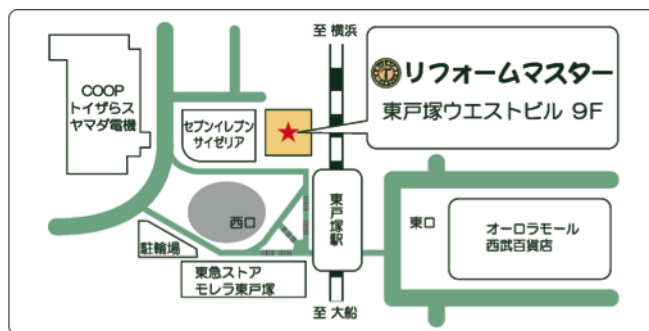 至 横浜
リフォームマスター
東戸塚ウエストビル 9F
COOP
トイザらス
ヤマダ電機
セブンイレブン
サイゼリア
西口
東戸塚駅
東口
オーロラモール
西武百貨店
駐輪場
東急ストア
モレラ東戸塚
至 大船